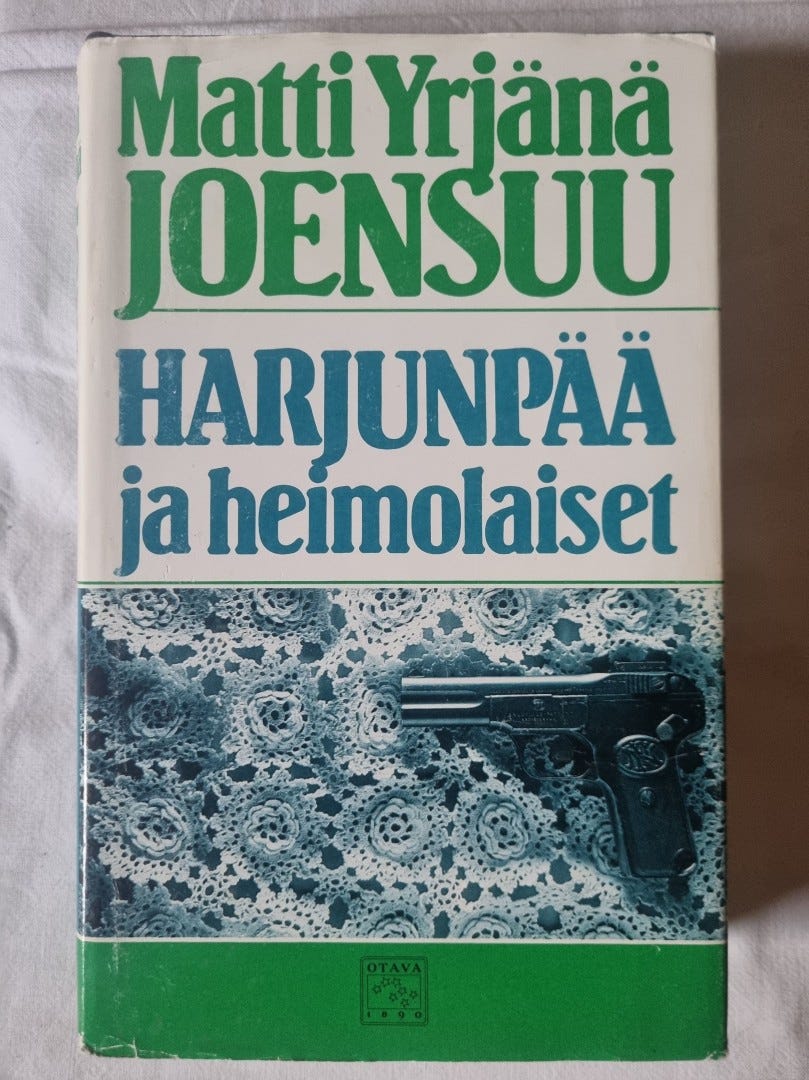 Matti Yrjänä
JOENSUU
HARJUNPÄÄ
ja heimolaiset
OTAVA
1890